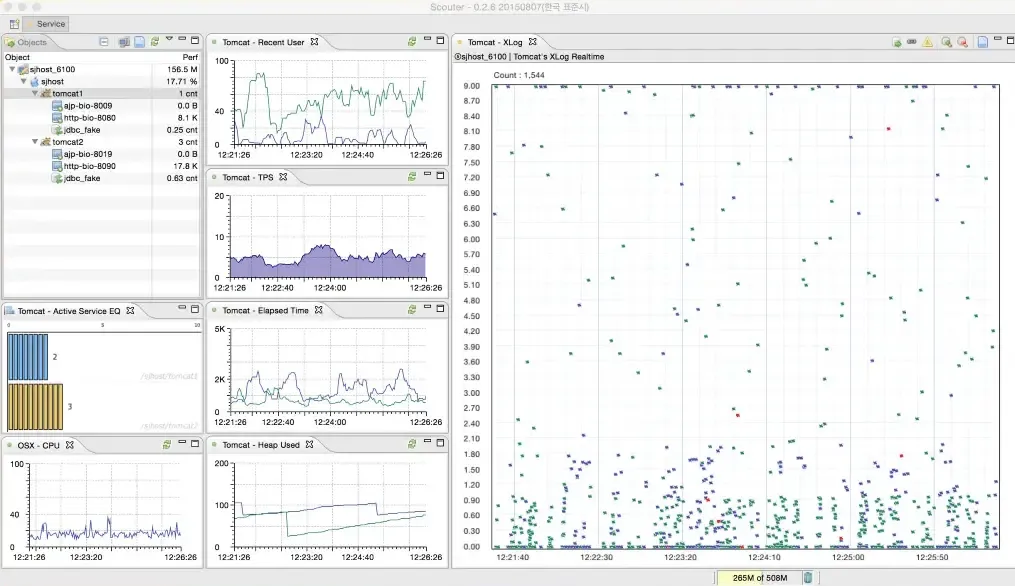 Scouter - 0.2.6 20150807(한국 표준시)
Service
Objects
Object Perf
sjhost_6100 156.5 M
sjhost 17.71 %
tomcat1 1 cnt
ajp-bio-8009 0.0 B
http-bio-8080 8.1 K
jdbc_fake 0.25 cnt
tomcat2 3 cnt
ajp-bio-8019 0.0 B
http-bio-8090 17.8 K
jdbc_fake 0.63 cnt
Tomcat - Active Service EQ
0 5 10
2
/sjhost/tomcat1
3
/sjhost/tomcat2
OSX - CPU
100
40
0
12:21:26 12:23:20 12:26:26
Tomcat - Recent User
100
40
0
12:21:26 12:23:20 12:24:40 12:26:26
Tomcat - TPS
20
10
0
12:21:26 12:22:40 12:24:00 12:26:26
Tomcat - Elapsed Time
5K
2K
0
12:21:26 12:22:40 12:24:00 12:26:26
Tomcat - Heap Used
200
100
0
12:21:26 12:23:20 12:24:40 12:26:26
Tomcat - XLog
sjhost_6100 | Tomcat's XLog Realtime
Count : 1,544
9.00
8.70
8.40
8.10
7.80
7.50
7.20
6.90
6.60
6.30
6.00
5.70
5.40
5.10
4.80
4.50
4.20
3.90
3.60
3.30
3.00
2.70
2.40
2.10
1.80
1.50
1.20
0.90
0.60
0.30
0.00
12:21:40 12:22:30 12:23:20 12:24:10 12:25:00 12:25:50
265M of 508M